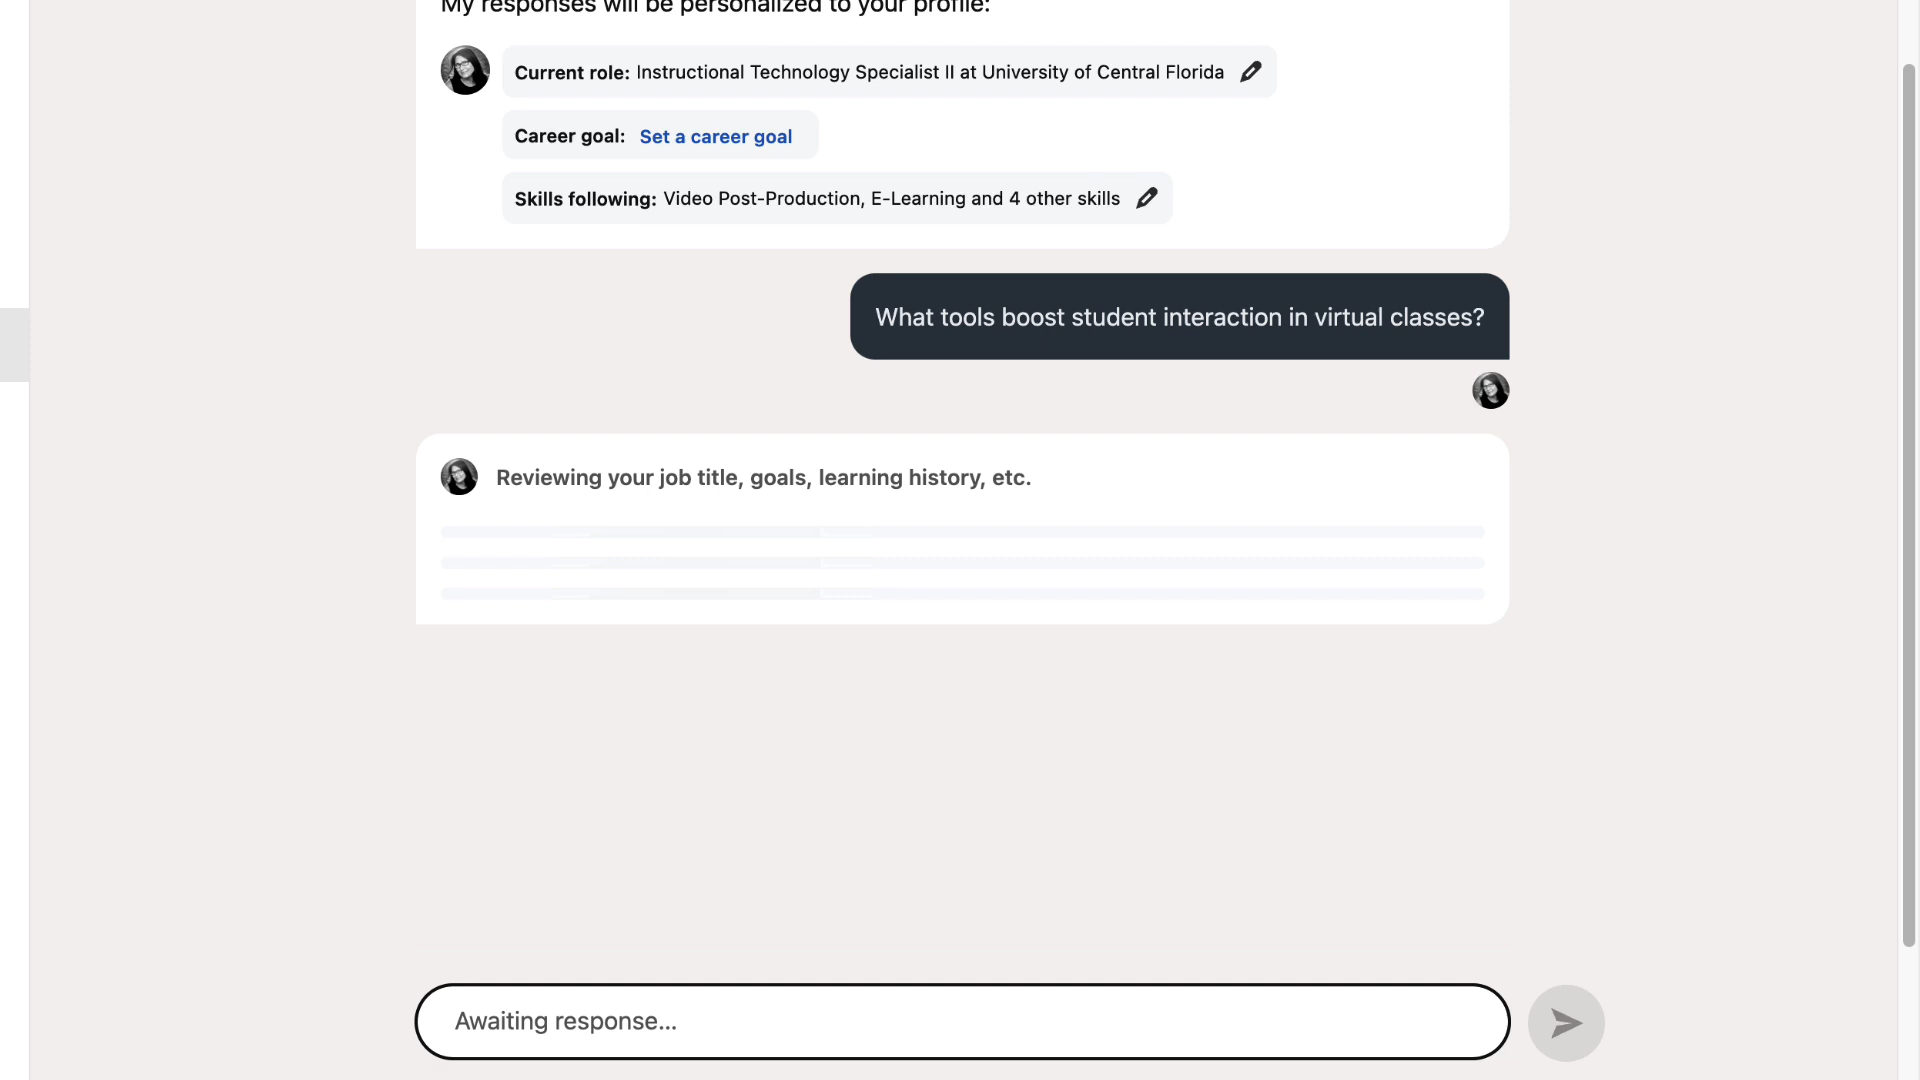 My responses will be personalized to your profile:
Current role: Instructional Technology Specialist II at University of Central Florida
Career goal: Set a career goal
Skills following: Video Post-Production, E-Learning and 4 other skills
What tools boost student interaction in virtual classes?
Reviewing your job title, goals, learning history, etc.
Awaiting response...